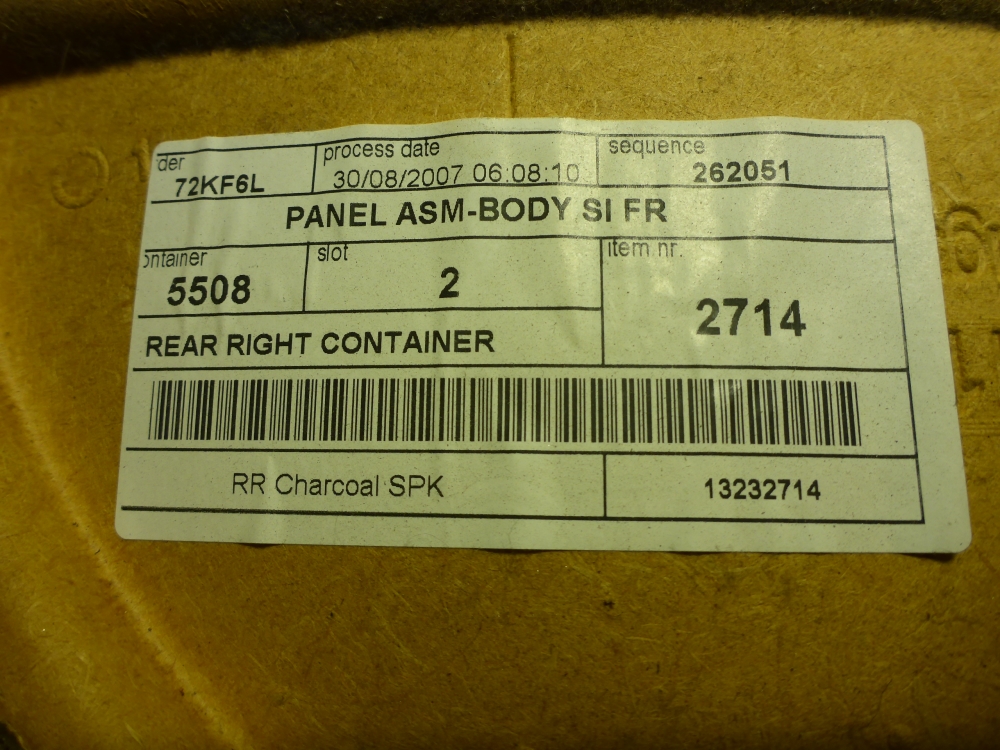 der process date sequence
72KF6L 30/08/2007 06:08:10 262051
PANEL ASM-BODY SI FR
ontainer slot item nr.
5508 2 2714
REAR RIGHT CONTAINER
RR Charcoal SPK 13232714